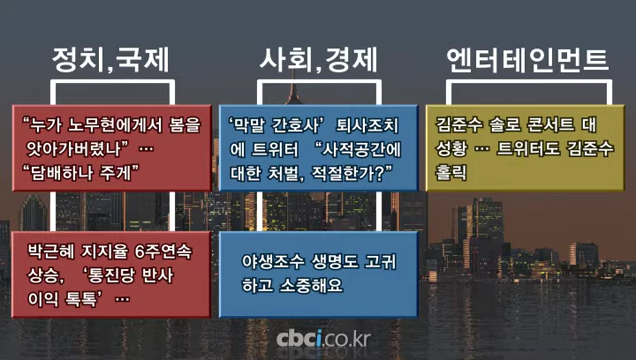 정치,국제
사회,경제
엔터테인먼트
“누가 노무현에게서 봄을
앗아가버렸나” …
“담배하나 주게”
‘막말 간호사’ 퇴사조치
에 트위터 “사적공간에
대한 처벌, 적절한가?”
김준수 솔로 콘서트 대
성황 … 트위터도 김준수
홀릭
박근혜 지지율 6주연속
상승, ‘통진당 반사
이익 톡톡’ …
야생조수 생명도 고귀
하고 소중해요
cbci.co.kr